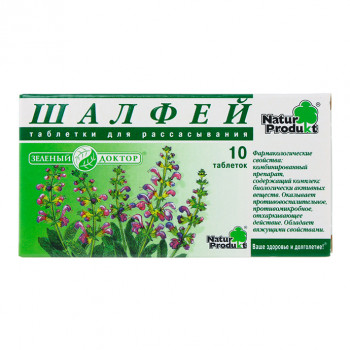 ШАЛФЕЙ
таблетки для рассасывания
ЗЕЛЕНЫЙ ДОКТОР
10
таблеток
Natur
Produkt
Фармакологические
свойства:
комбинированный
препарат,
содержащий комплекс
биологически активных
веществ. Оказывает
противовоспалительное,
противомикробное,
отхаркивающее
действие. Обладает
вяжущими свойствами.
Natur
Produkt
Ваше здоровье и долголетие!